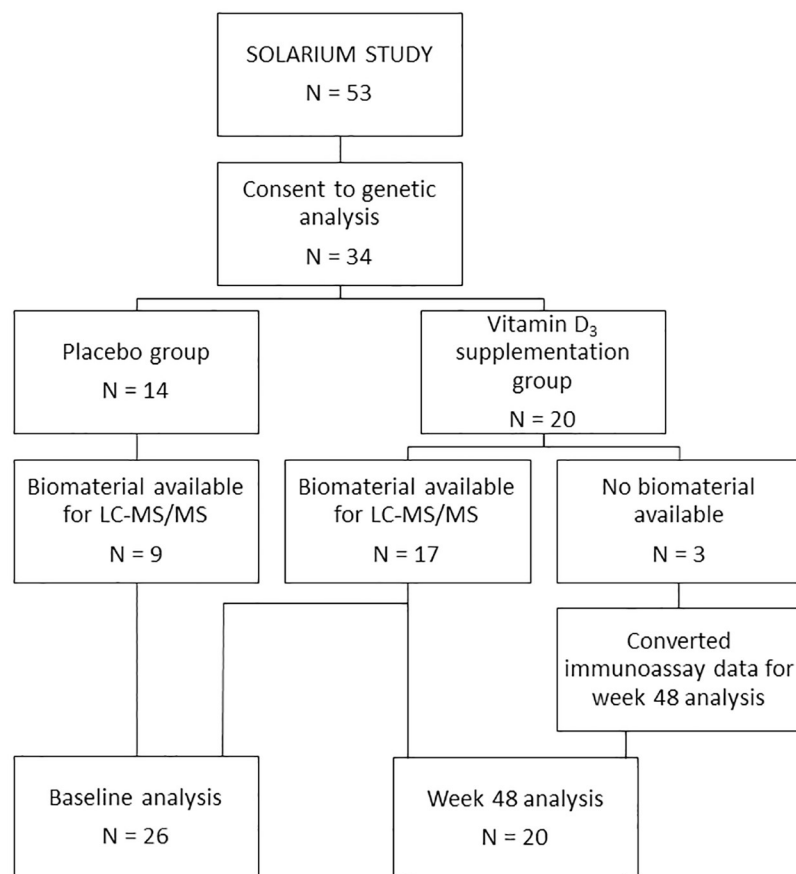 SOLARIUM STUDY
N = 53
Consent to genetic
analysis
N = 34
Placebo group
N = 14
Vitamin D₃
supplementation
group
N = 20
Biomaterial available
for LC-MS/MS
N = 9
Biomaterial available
for LC-MS/MS
N = 17
No biomaterial
available
N = 3
Converted
immunoassay data for
week 48 analysis
Baseline analysis
N = 26
Week 48 analysis
N = 20